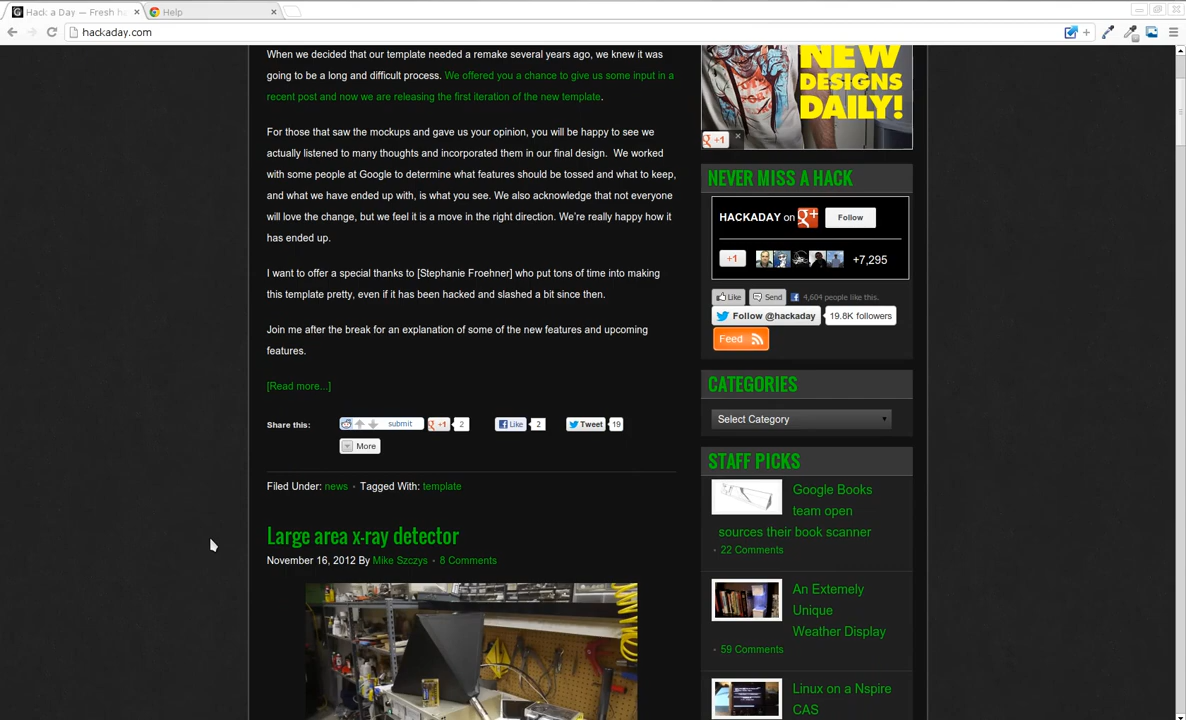 Hack a Day — Fresh h
Help
hackaday.com
When we decided that our template needed a remake several years ago, we knew it was
going to be a long and difficult process. We offered you a chance to give us some input in a
recent post and now we are releasing the first iteration of the new template.
For those that saw the mockups and gave us your opinion, you will be happy to see we
actually listened to many thoughts and incorporated them in our final design.  We worked
with some people at Google to determine what features should be tossed and what to keep,
and what we have ended up with, is what you see. We also acknowledge that not everyone
will love the change, but we feel it is a move in the right direction. We're really happy how it
has ended up.
I want to offer a special thanks to [Stephanie Froehner] who put tons of time into making
this template pretty, even if it has been hacked and slashed a bit since then.
Join me after the break for an explanation of some of the new features and upcoming
features.
[Read more...]
Share this:
submit
g +1 2
Like 2
Tweet 19
More
Filed Under: news • Tagged With: template
Large area x-ray detector
November 16, 2012 By Mike Szczys • 8 Comments
NEW
DESIGNS
DAILY!
g +1
NEVER MISS A HACK
HACKADAY on g+ Follow
+1 +7,295
Like Send 4,604 people like this.
Follow @hackaday 19.8K followers
Feed
CATEGORIES
Select Category
STAFF PICKS
Google Books
team open
sources their book scanner
• 22 Comments
An Extemely
Unique
Weather Display
• 59 Comments
Linux on a Nspire
CAS